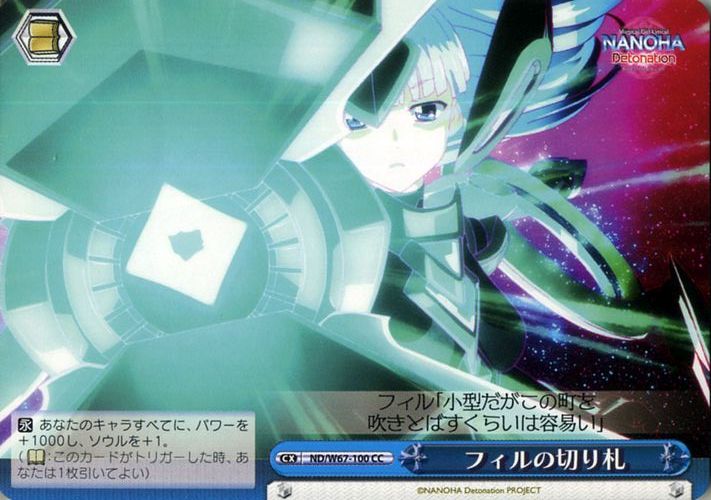 Magical Girl Lyrical
NANOHA
Detonation
フィル「小型だがこの町を
吹きとばすくらいは容易い」
永 あなたのキャラすべてに、パワーを
+1000し、ソウルを+1。
（ :このカードがトリガーした時、あ
なたは1枚引いてよい）
CX ND/W67-100 CC フィルの切り札
©NANOHA Detonation PROJECT